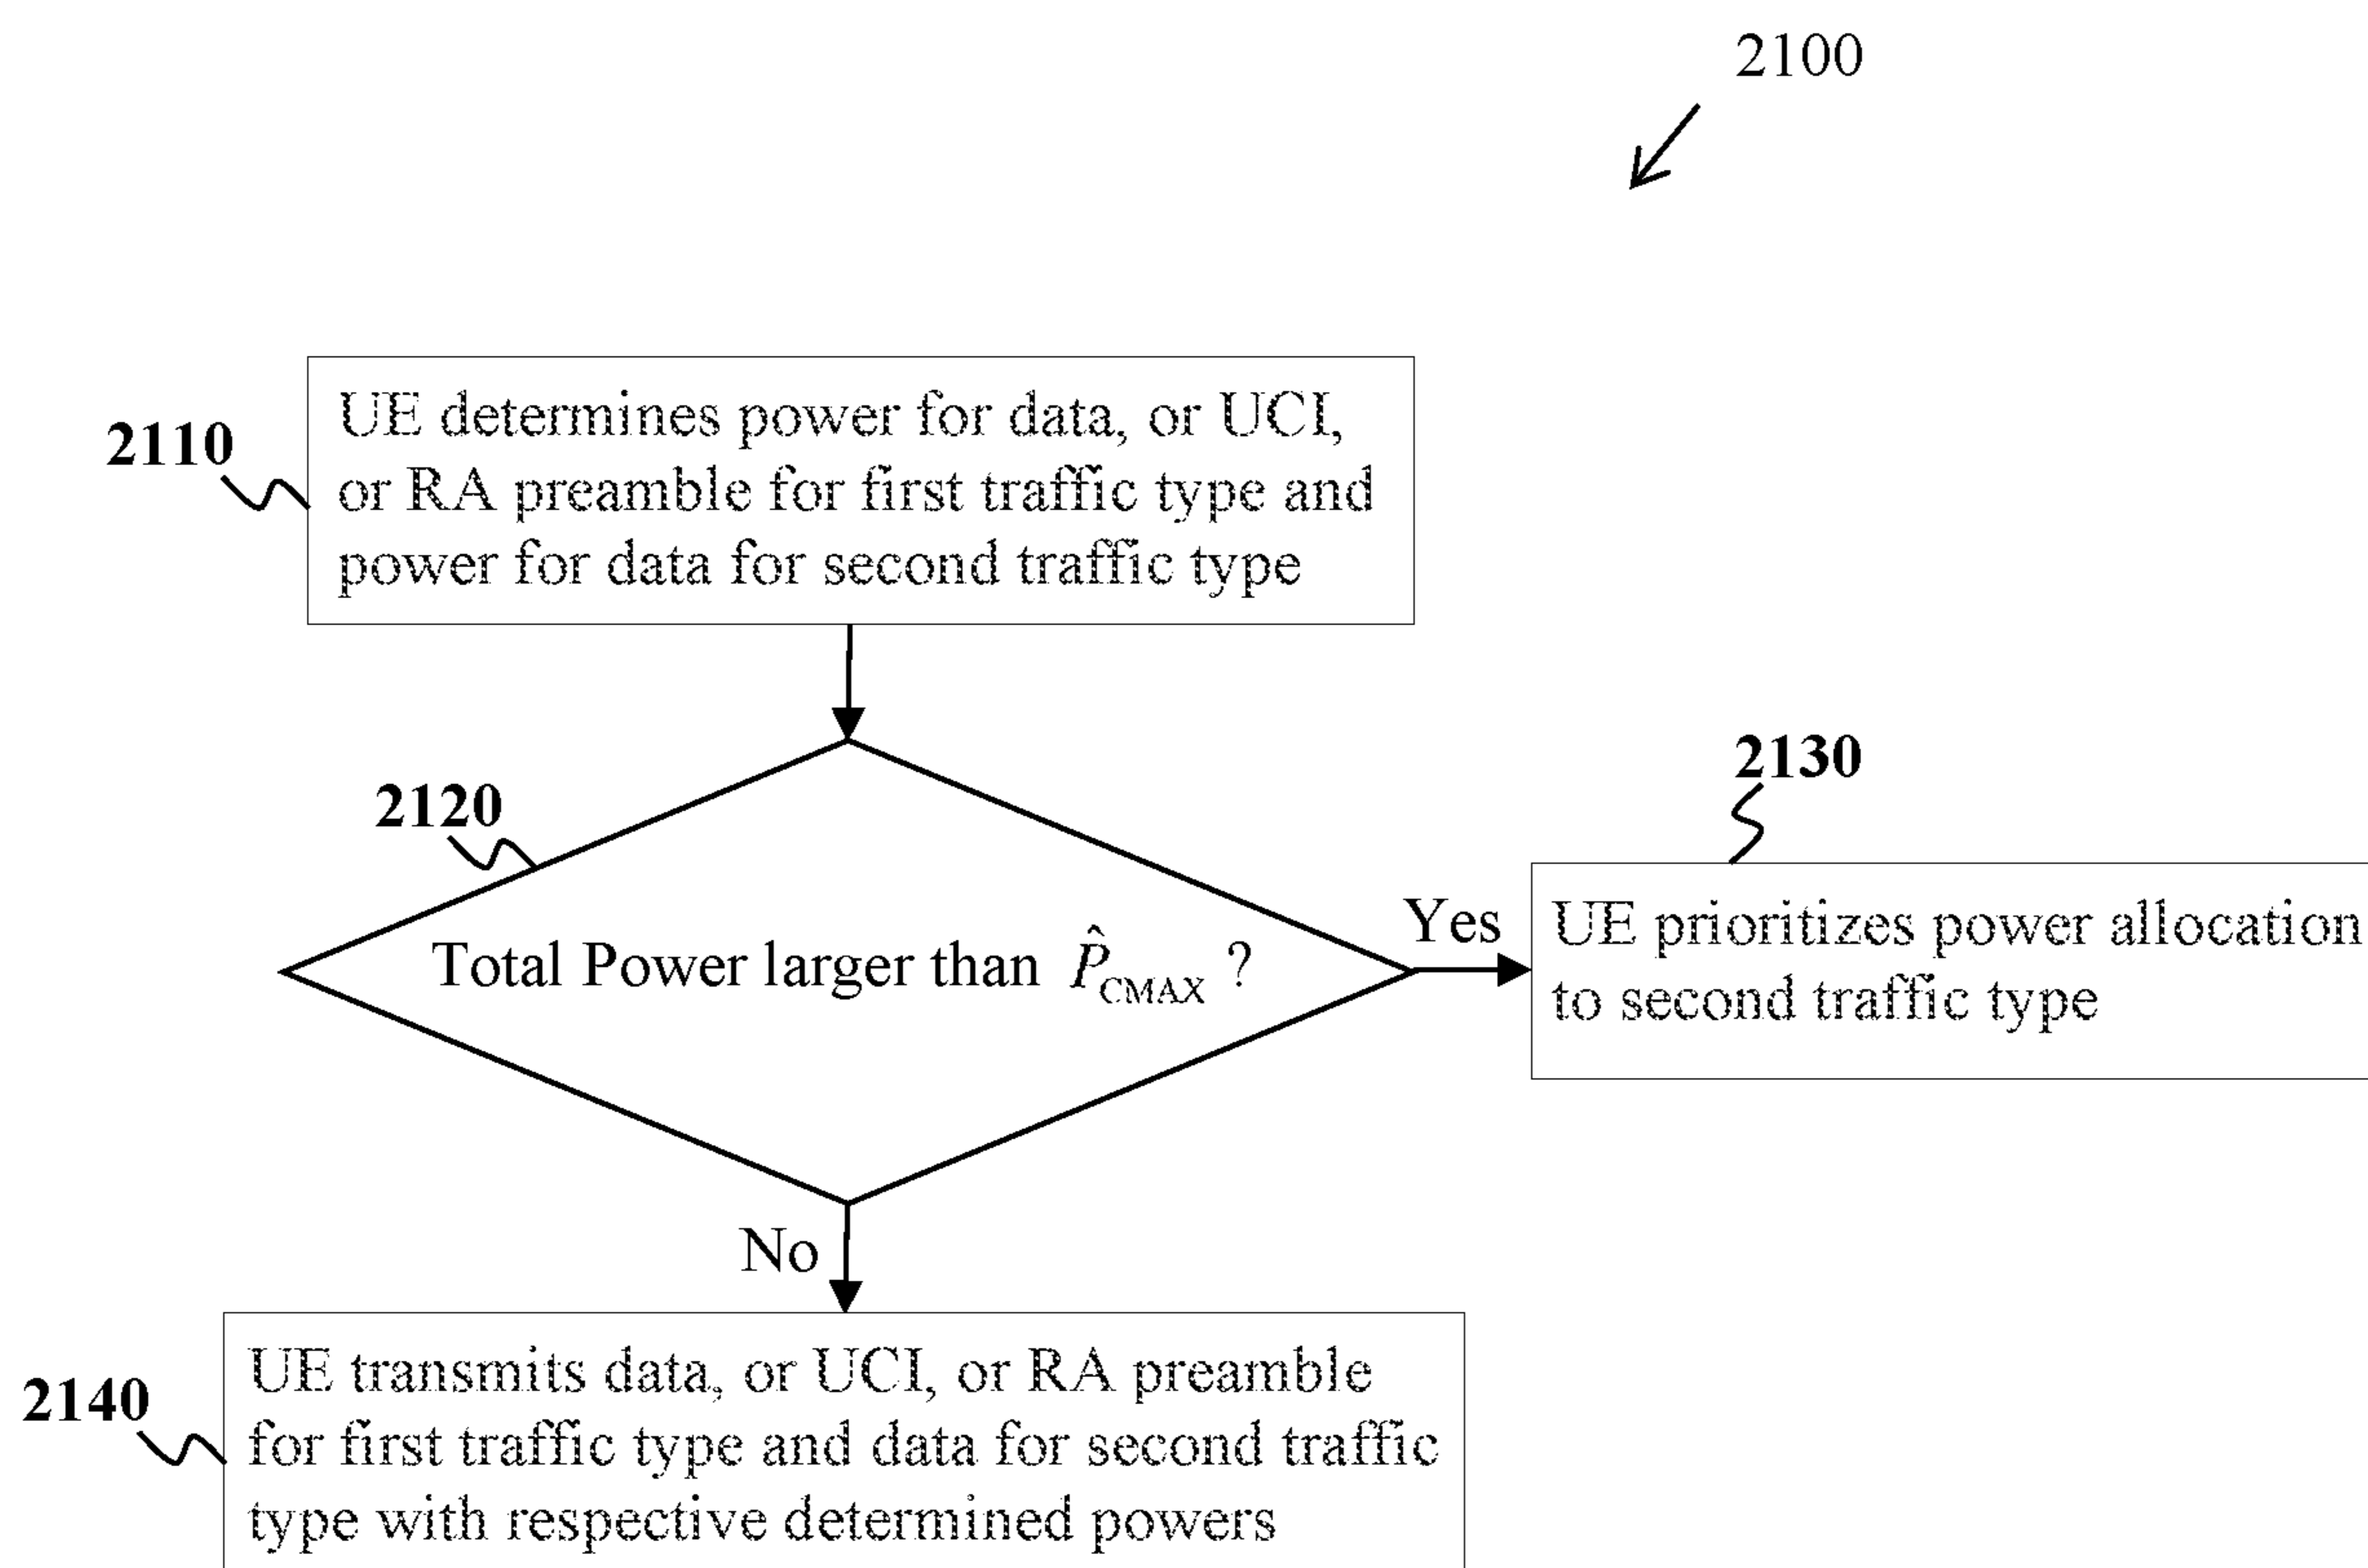 2100
2110
UE determines power for data, or UCI,
or RA preamble for first traffic type and
power for data for second traffic type
2120
Total Power larger than P̂_CMAX ?
Yes
2130
UE prioritizes power allocation
to second traffic type
No
2140
UE transmits data, or UCI, or RA preamble
for first traffic type and data for second traffic
type with respective determined powers